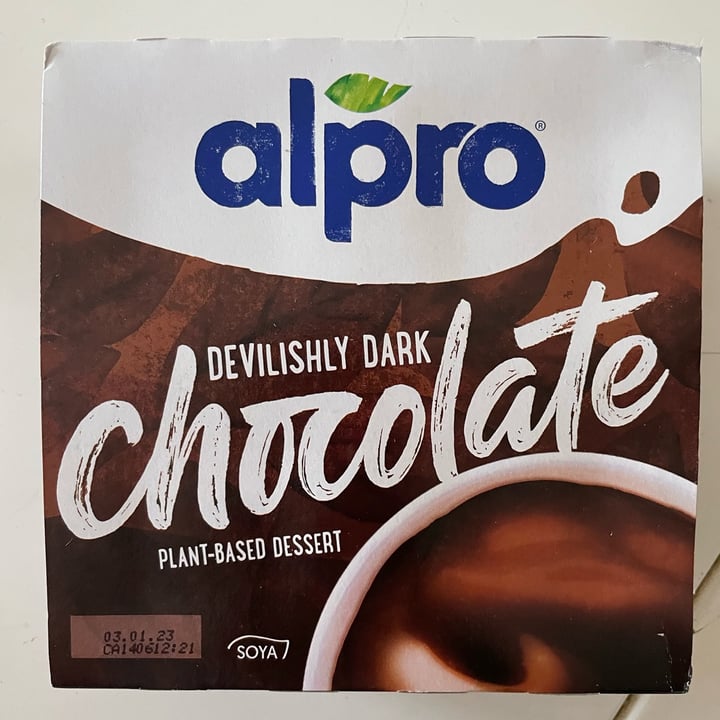 alpro®
DEVILISHLY DARK
chocolate
PLANT-BASED DESSERT
03.01.23
CA140612:21
SOYA